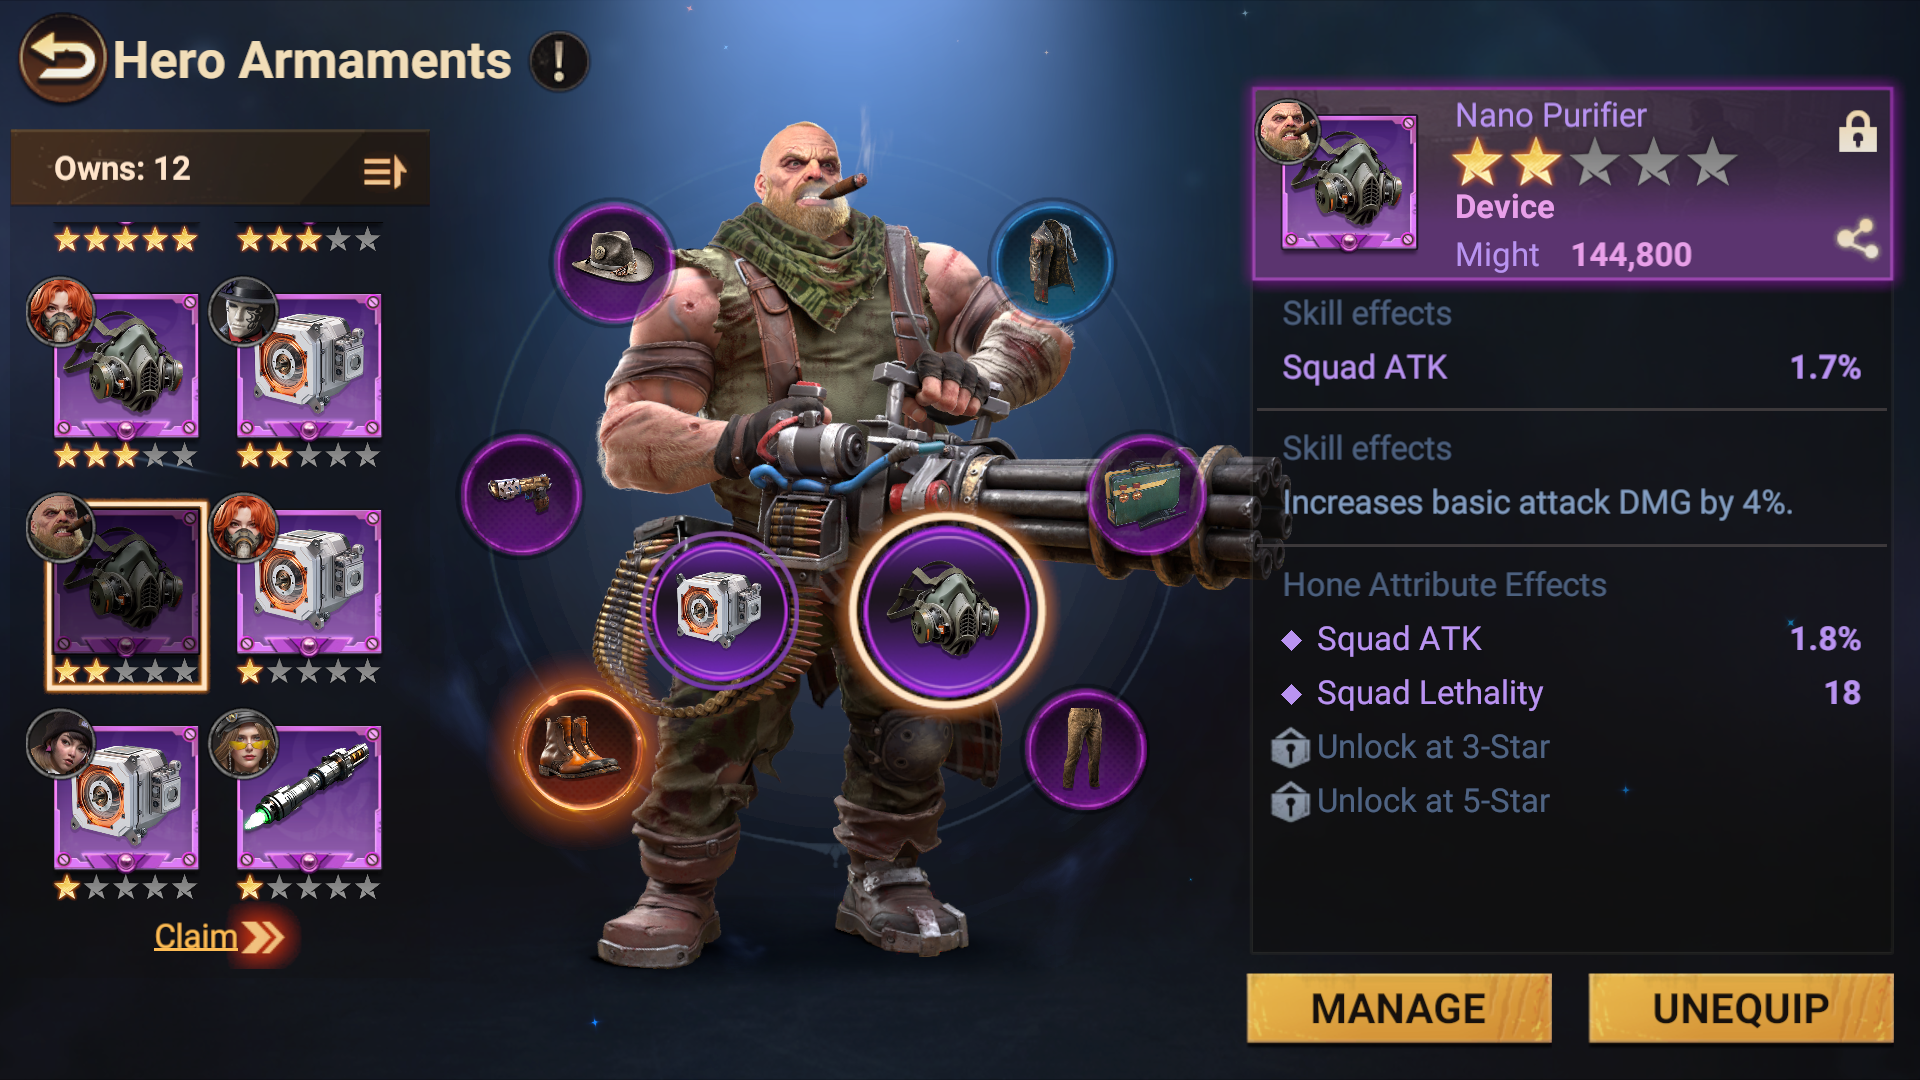 Hero Armaments
!
Owns: 12
Claim
Nano Purifier
Device
Might 144,800
Skill effects
Squad ATK 1.7%
Skill effects
Increases basic attack DMG by 4%.
Hone Attribute Effects
Squad ATK 1.8%
Squad Lethality 18
Unlock at 3-Star
Unlock at 5-Star
MANAGE
UNEQUIP